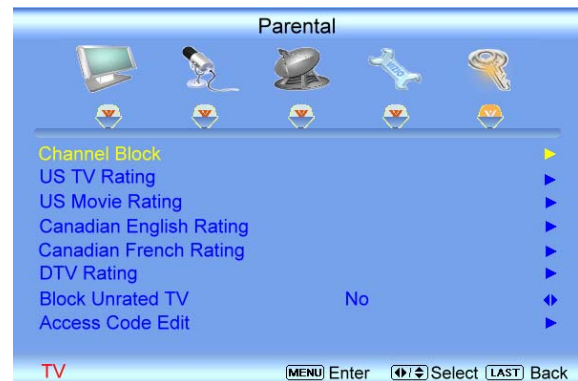 Parental
VIZIO
Channel Block
US TV Rating
US Movie Rating
Canadian English Rating
Canadian French Rating
DTV Rating
Block Unrated TV No
Access Code Edit
TV MENU Enter Select LAST Back